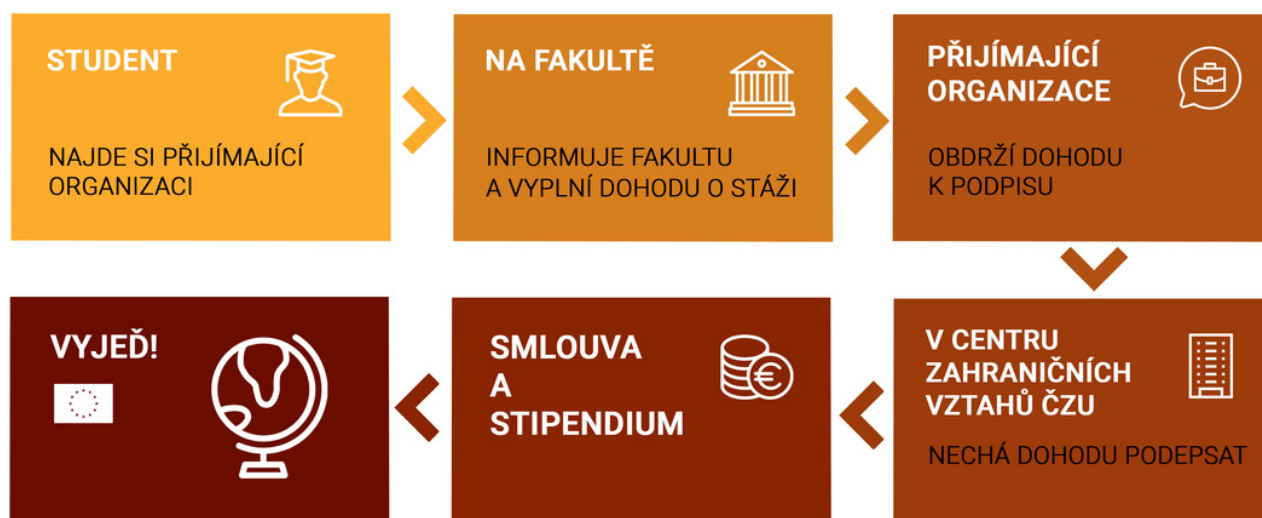 STUDENT
NAJDE SI PŘIJÍMAJÍCÍ
ORGANIZACI
NA FAKULTĚ
INFORMUJE FAKULTU
A VYPLNÍ DOHODU O STÁŽI
PŘIJÍMAJÍCÍ
ORGANIZACE
OBDRŽÍ DOHODU
K PODPISU
V CENTRU
ZAHRANIČNÍCH
VZTAHŮ ČZU
NECHÁ DOHODU PODEPSAT
SMLOUVA
A
STIPENDIUM
VYJEĎ!